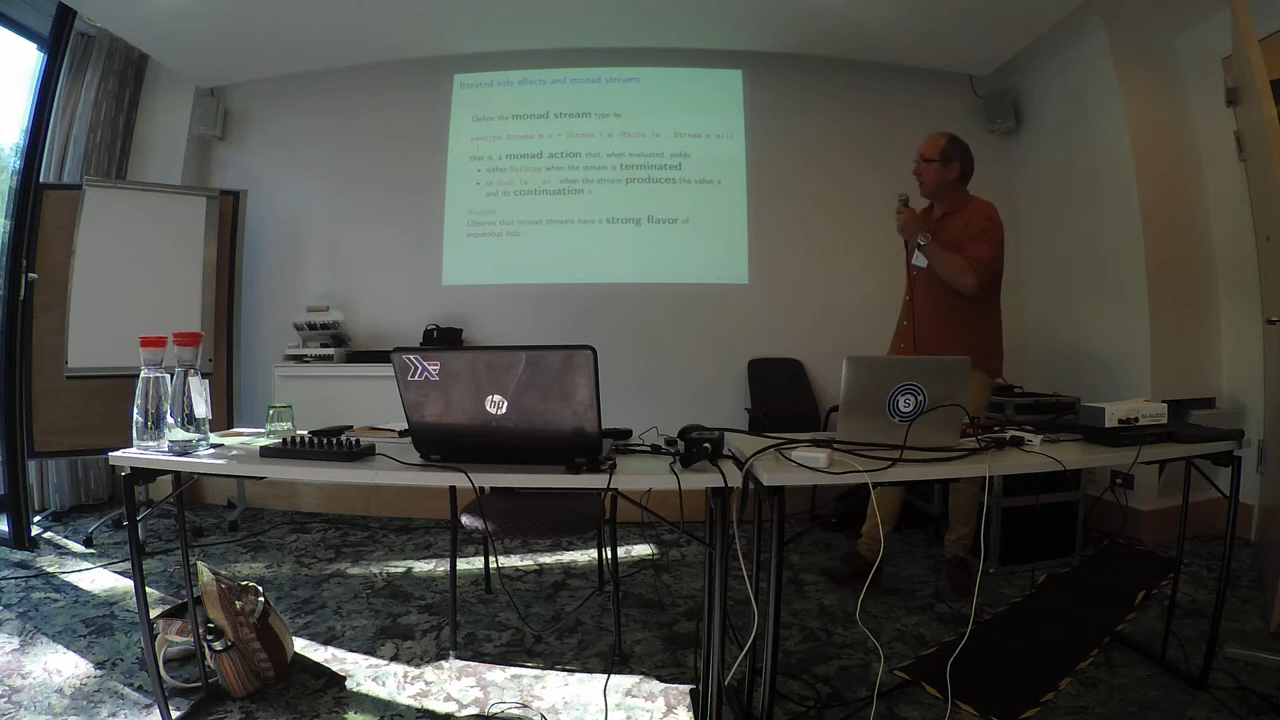 Iterated side effects and monad streams
Define the monad stream type by
newtype Stream m a = Stream { m (Maybe (a , Stream m a)))
that is, a monad action that, when evaluated, yields,
• either Nothing when the stream is terminated,
• or Just (a , s) when the stream produces the value a
and its continuation s
Remark
Observe that monad streams have a strong flavor of
sequential lists.
hp
S
M-AUDIO